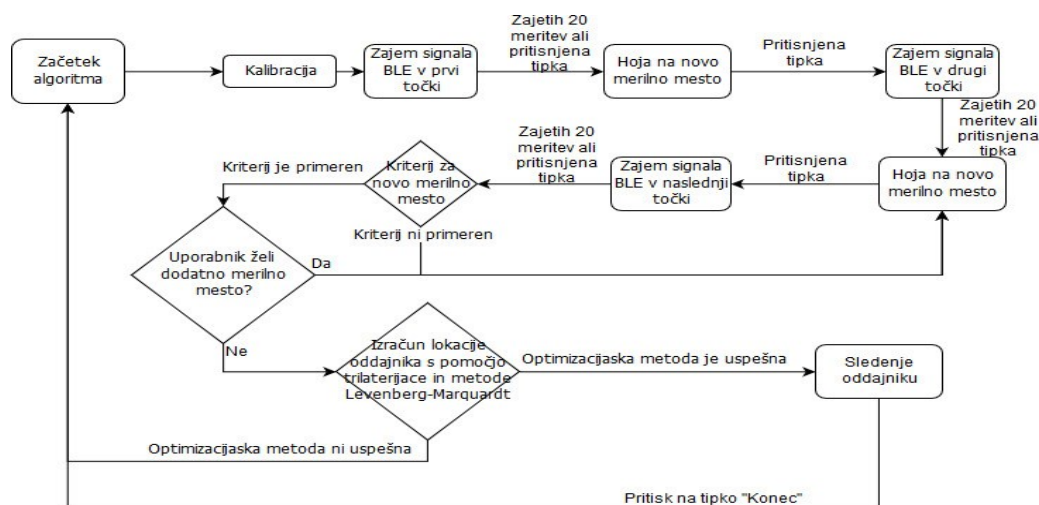 Začetek
algoritma
Kalibracija
Zajem signala
BLE v prvi
točki
Zajetih 20
meritev ali
pritisnjena
tipka
Hoja na novo
merilno mesto
Pritisnjena
tipka
Zajem signala
BLE v drugi
točki
Zajetih 20
meritev ali
pritisnjena
tipka
Hoja na novo
merilno mesto
Pritisnjena
tipka
Zajem signala
BLE v naslednji
točki
Zajetih 20
meritev ali
pritisnjena
tipka
Kriterij za
novo merilno
mesto
Kriterij je primeren
Kriterij ni primeren
Uporabnik želi
dodatno merilno
mesto?
Da
Ne
Izračun lokacije
oddajnika s pomočjo
trilaterijace in metode
Levenberg-Marquardt
Optimizacijaska metoda je uspešna
Sledenje
oddajniku
Optimizacijaska metoda ni uspešna
Pritisk na tipko "Konec"